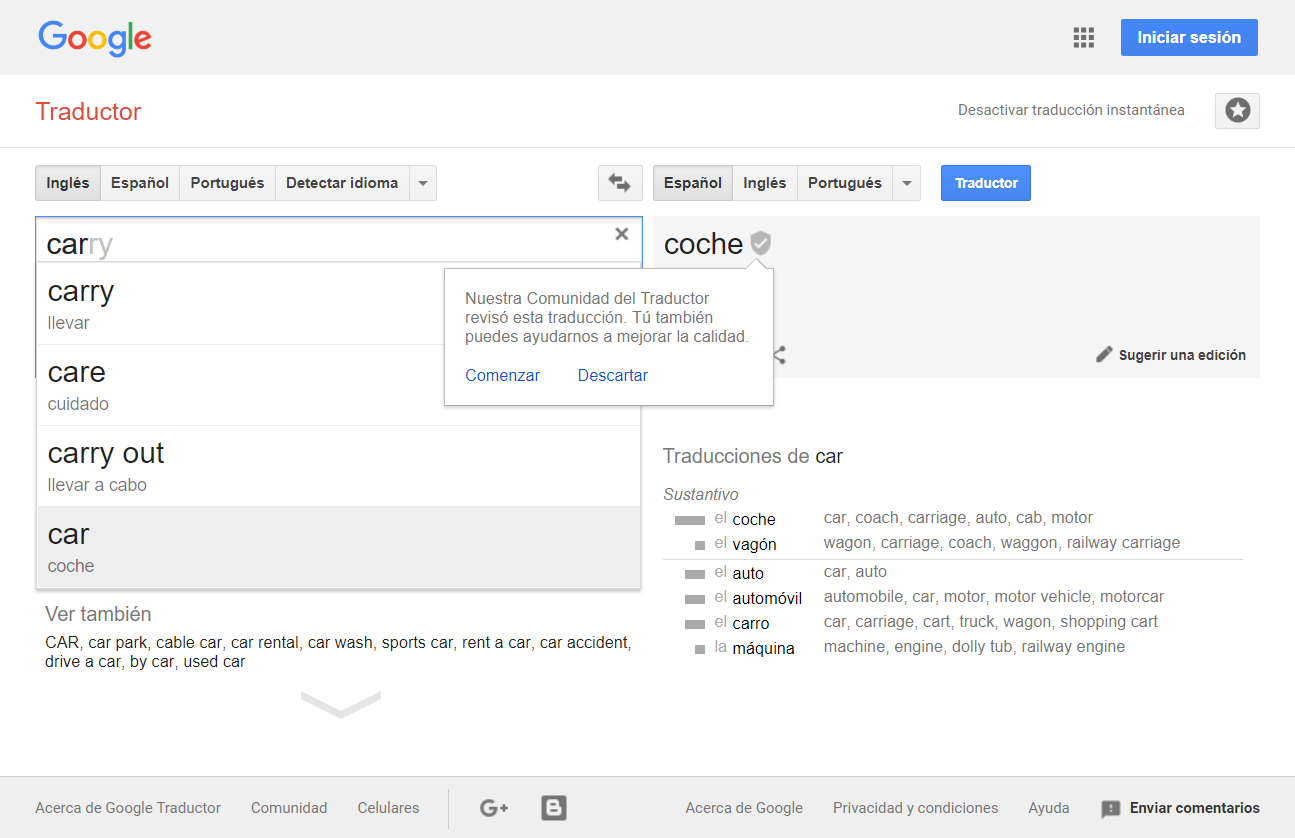 Google
Iniciar sesión
Traductor
Desactivar traducción instantánea
Inglés Español Portugués Detectar idioma
Español Inglés Portugués
Traductor
carry
carry
llevar
care
cuidado
carry out
llevar a cabo
car
coche
coche
Nuestra Comunidad del Traductor
revisó esta traducción. Tú también
puedes ayudarnos a mejorar la calidad.
Comenzar Descartar
Sugerir una edición
Ver también
CAR, car park, cable car, car rental, car wash, sports car, rent a car, car accident,
drive a car, by car, used car
Traducciones de car
Sustantivo
el coche car, coach, carriage, auto, cab, motor
el vagón wagon, carriage, coach, waggon, railway carriage
el auto car, auto
el automóvil automobile, car, motor, motor vehicle, motorcar
el carro car, carriage, cart, truck, wagon, shopping cart
la máquina machine, engine, dolly tub, railway engine
Acerca de Google Traductor Comunidad Celulares G+ B Acerca de Google Privacidad y condiciones Ayuda Enviar comentarios